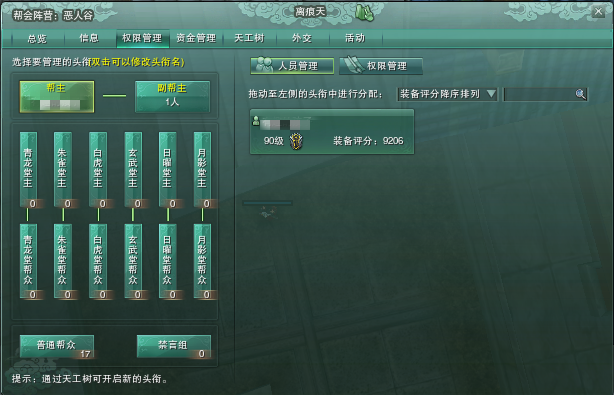 帮会阵营：恶人谷
离痕天
总览 信息 权限管理 资金管理 天工树 外交 活动
选择要管理的头衔双击可以修改头衔名)
人员管理 权限管理
帮主
副帮主
1人
拖动至左侧的头衔中进行分配：
装备评分降序排列
90级
装备评分：9206
青龙堂主 0
朱雀堂主 0
白虎堂主 0
玄武堂主 0
日曜堂主 0
月影堂主 0
青龙堂帮众 0
朱雀堂帮众 0
白虎堂帮众 0
玄武堂帮众 0
日曜堂帮众 0
月影堂帮众 0
普通帮众
17
禁言组
0
提示：通过天工树可开启新的头衔。